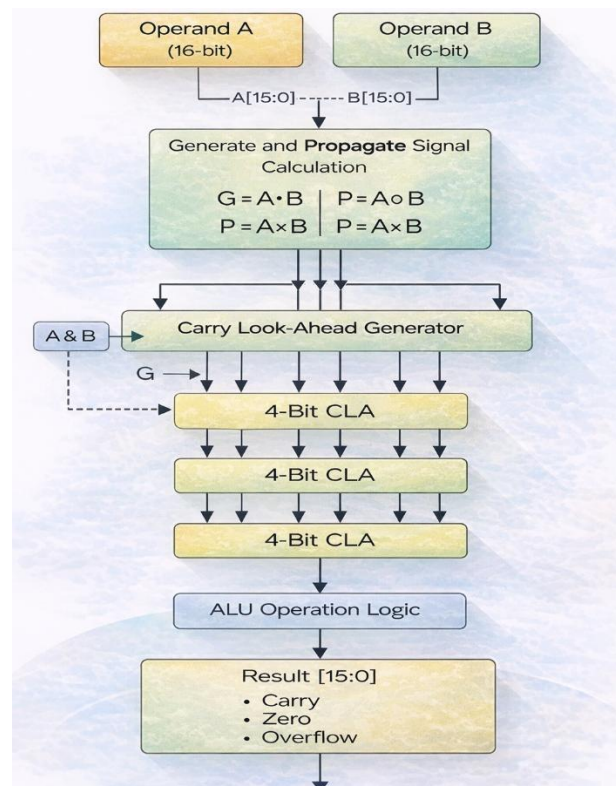 Operand A
(16-bit)
Operand B
(16-bit)
A[15:0] B[15:0]
Generate and Propagate Signal
Calculation
G = A•B | P = A○B
P = A×B | P = A×B
Carry Look-Ahead Generator
A & B
G
4-Bit CLA
4-Bit CLA
4-Bit CLA
ALU Operation Logic
Result [15:0]
• Carry
• Zero
• Overflow